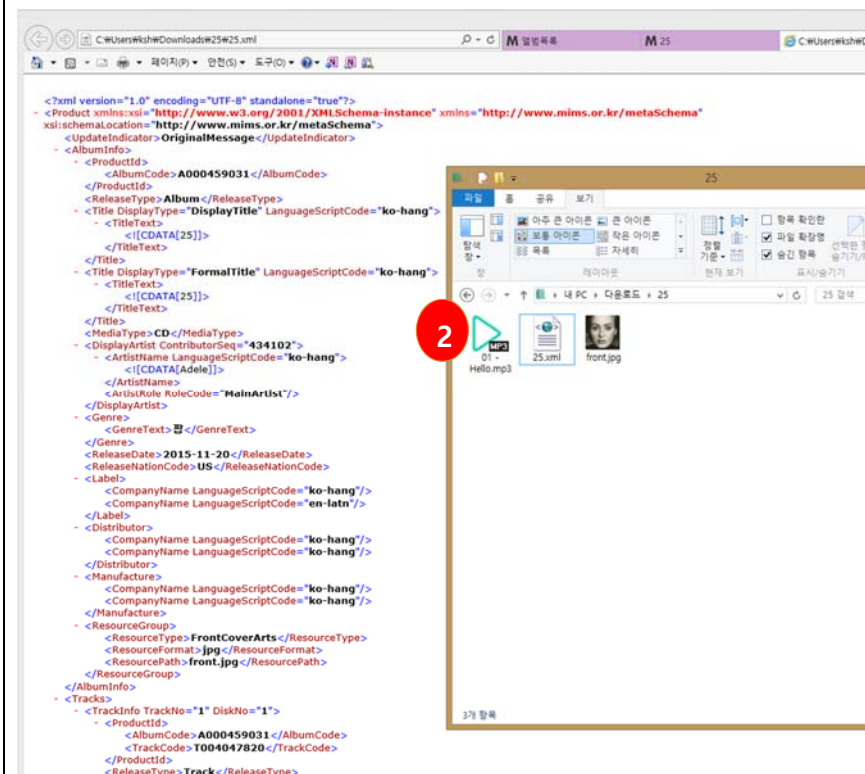 C:₩Users₩ksh₩Downloads₩25₩25.xml
M 앨범목록
M 25
C:₩Users₩ksh₩D
페이지(P) 안전(S) 도구(O)
<?xml version="1.0" encoding="UTF-8" standalone="true"?>
- <Product xmlns:xsi="http://www.w3.org/2001/XMLSchema-instance" xmlns="http://www.mims.or.kr/metaSchema"
xsi:schemaLocation="http://www.mims.or.kr/metaSchema">
<UpdateIndicator>OriginalMessage</UpdateIndicator>
- <AlbumInfo>
- <ProductId>
<AlbumCode>A000459031</AlbumCode>
</ProductId>
<ReleaseType>Album</ReleaseType>
- <Title DisplayType="DisplayTitle" LanguageScriptCode="ko-hang">
- <TitleText>
<![CDATA[25]]>
</TitleText>
</Title>
- <Title DisplayType="FormalTitle" LanguageScriptCode="ko-hang">
- <TitleText>
<![CDATA[25]]>
</TitleText>
</Title>
<MediaType>CD</MediaType>
- <DisplayArtist ContributorSeq="434102">
- <ArtistName LanguageScriptCode="ko-hang">
<![CDATA[Adele]]>
</ArtistName>
<ArtistRole RoleCode="MainArtist"/>
</DisplayArtist>
- <Genre>
<GenreText>팝</GenreText>
</Genre>
<ReleaseDate>2015-11-20</ReleaseDate>
<ReleaseNationCode>US</ReleaseNationCode>
- <Label>
<CompanyName LanguageScriptCode="ko-hang"/>
<CompanyName LanguageScriptCode="en-latn"/>
</Label>
- <Distributor>
<CompanyName LanguageScriptCode="ko-hang"/>
<CompanyName LanguageScriptCode="ko-hang"/>
</Distributor>
- <Manufacture>
<CompanyName LanguageScriptCode="ko-hang"/>
<CompanyName LanguageScriptCode="ko-hang"/>
</Manufacture>
- <ResourceGroup>
<ResourceType>FrontCoverArts</ResourceType>
<ResourceFormat>jpg</ResourceFormat>
<ResourcePath>front.jpg</ResourcePath>
</ResourceGroup>
</AlbumInfo>
- <Tracks>
- <TrackInfo TrackNo="1" DiskNo="1">
- <ProductId>
<AlbumCode>A000459031</AlbumCode>
<TrackCode>T004047820</TrackCode>
</ProductId>
<ReleaseType>Track</ReleaseType>
25
파일 홈 공유 보기
탐색
창
아주 큰 아이콘 큰 아이콘
보통 아이콘 작은 아이콘
목록 자세히
정렬
기준
항목 확인란
파일 확장명
숨긴 항목
선택한
숨기기/
창 레이아웃 현재 보기 표시/숨기기
내 PC 다운로드 25
25 검색
2
MP3
01 -
Hello.mp3
25.xml
front.jpg
3개 항목